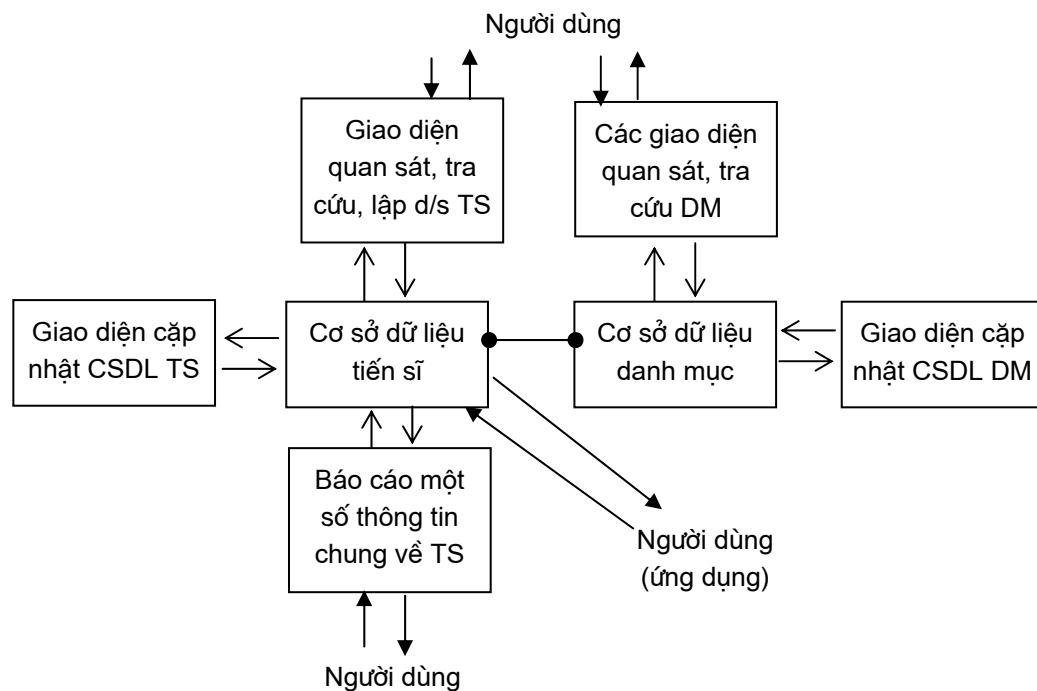 Người dùng
Giao diện
quan sát, tra
cứu, lập d/s TS
Các giao diện
quan sát, tra
cứu DM
Giao diện cặp
nhật CSDL TS
Cơ sở dữ liệu
tiến sĩ
Cơ sở dữ liệu
danh mục
Giao diện cặp
nhật CSDL DM
Báo cáo một
số thông tin
chung về TS
Người dùng
(ứng dụng)
Người dùng